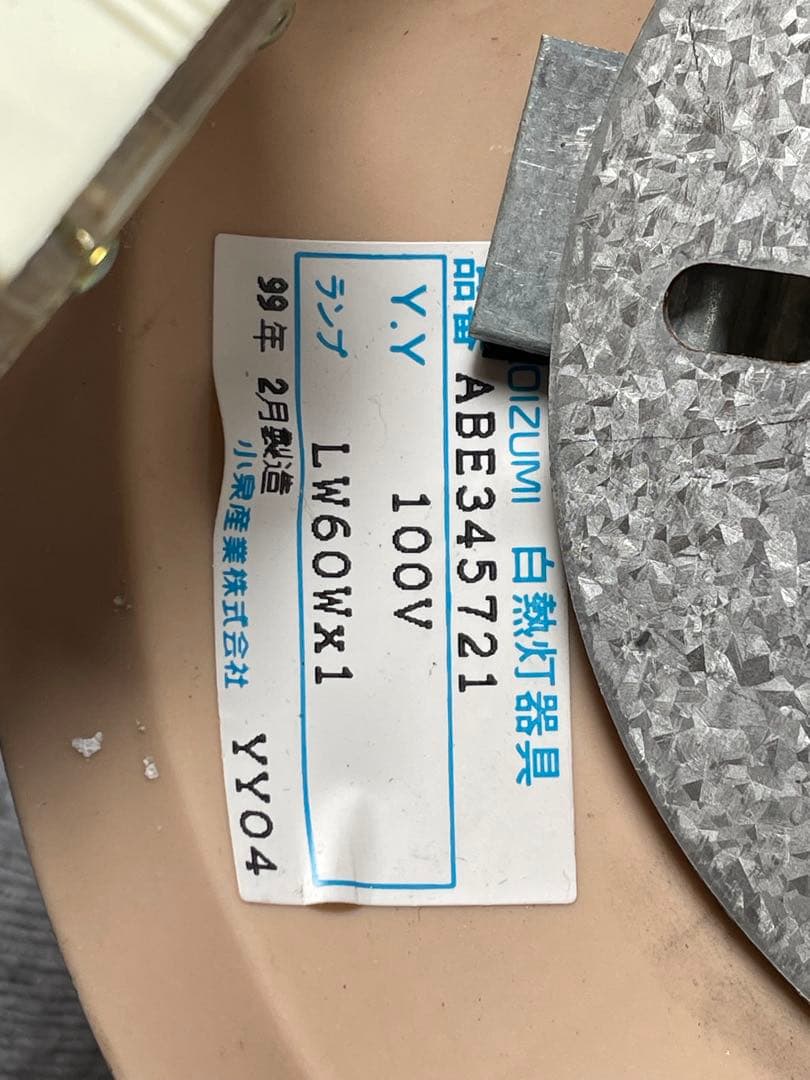 KOIZUMI 白熱灯器具
品番 ABE345721
Y.Y 100V
ランプ LW60Wx1
99年 2月製造
小泉産業株式会社 YY04